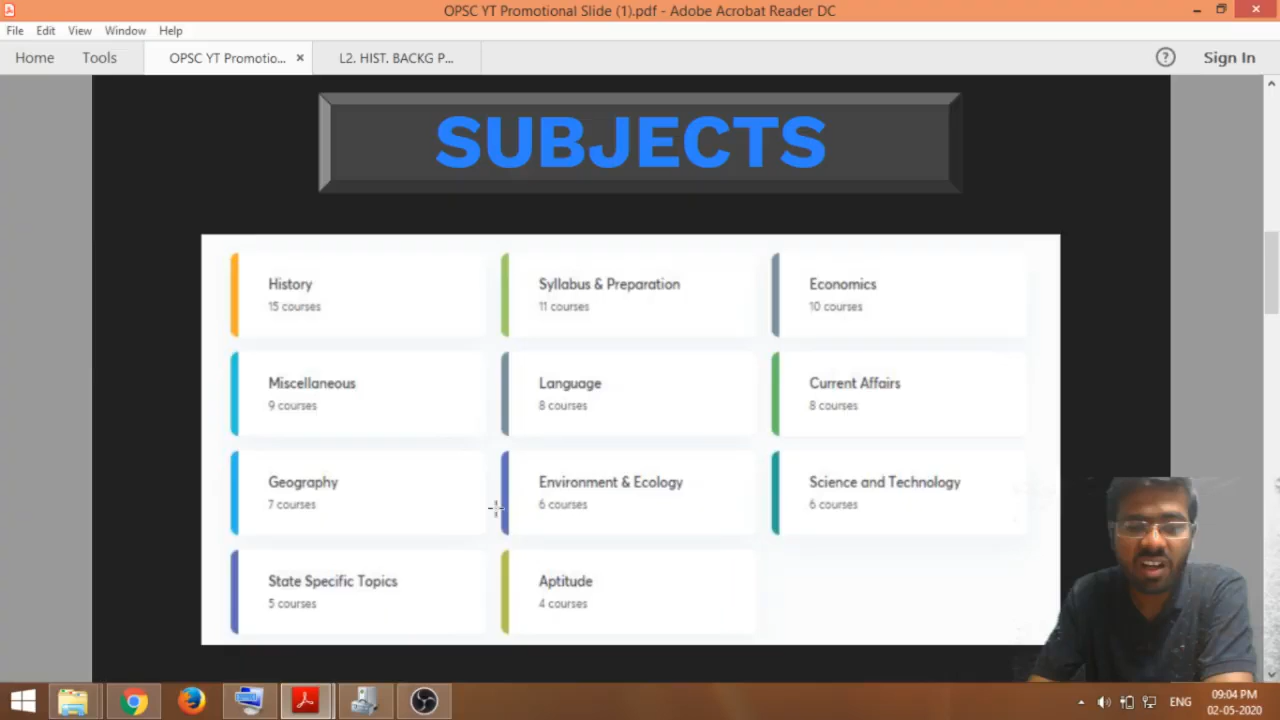 OPSC YT Promotional Slide (1).pdf - Adobe Acrobat Reader DC
File Edit View Window Help
Home Tools OPSC YT Promotio... × L2. HIST. BACKG P... ? Sign In
SUBJECTS
History
15 courses
Syllabus & Preparation
11 courses
Economics
10 courses
Miscellaneous
9 courses
Language
8 courses
Current Affairs
8 courses
Geography
7 courses
Environment & Ecology
6 courses
Science and Technology
6 courses
State Specific Topics
5 courses
Aptitude
4 courses
ENG
09:04 PM
02-05-2020